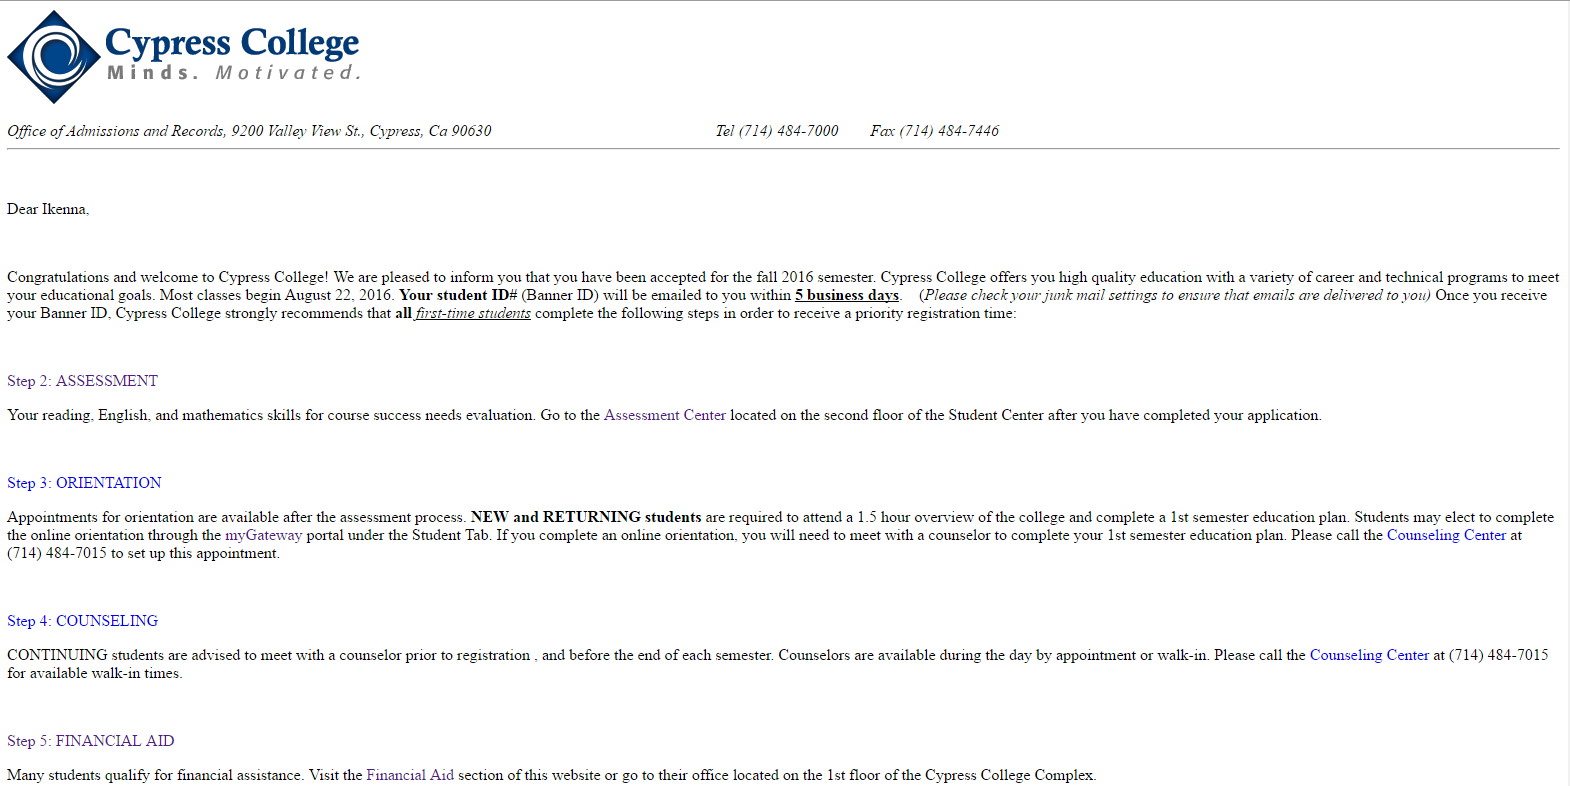 Cypress College
Minds. Motivated.
Office of Admissions and Records, 9200 Valley View St., Cypress, Ca 90630 Tel (714) 484-7000 Fax (714) 484-7446
Dear Ikenna,
Congratulations and welcome to Cypress College! We are pleased to inform you that you have been accepted for the fall 2016 semester. Cypress College offers you high quality education with a variety of career and technical programs to meet
your educational goals. Most classes begin August 22, 2016. Your student ID# (Banner ID) will be emailed to you within 5 business days. (Please check your junk mail settings to ensure that emails are delivered to you) Once you receive
your Banner ID, Cypress College strongly recommends that all first-time students complete the following steps in order to receive a priority registration time:
Step 2: ASSESSMENT
Your reading, English, and mathematics skills for course success needs evaluation. Go to the Assessment Center located on the second floor of the Student Center after you have completed your application.
Step 3: ORIENTATION
Appointments for orientation are available after the assessment process. NEW and RETURNING students are required to attend a 1.5 hour overview of the college and complete a 1st semester education plan. Students may elect to complete
the online orientation through the myGateway portal under the Student Tab. If you complete an online orientation, you will need to meet with a counselor to complete your 1st semester education plan. Please call the Counseling Center at
(714) 484-7015 to set up this appointment.
Step 4: COUNSELING
CONTINUING students are advised to meet with a counselor prior to registration , and before the end of each semester. Counselors are available during the day by appointment or walk-in. Please call the Counseling Center at (714) 484-7015
for available walk-in times.
Step 5: FINANCIAL AID
Many students qualify for financial assistance. Visit the Financial Aid section of this website or go to their office located on the 1st floor of the Cypress College Complex.